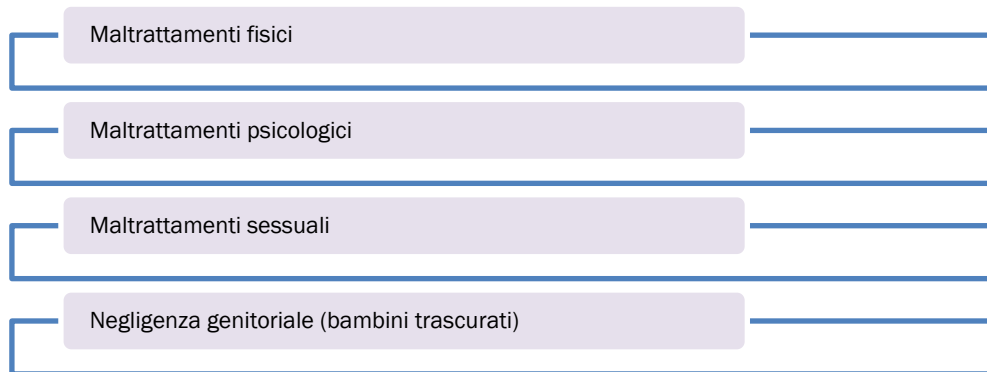 Maltrattamenti fisici
Maltrattamenti psicologici
Maltrattamenti sessuali
Negligenza genitoriale (bambini trascurati)